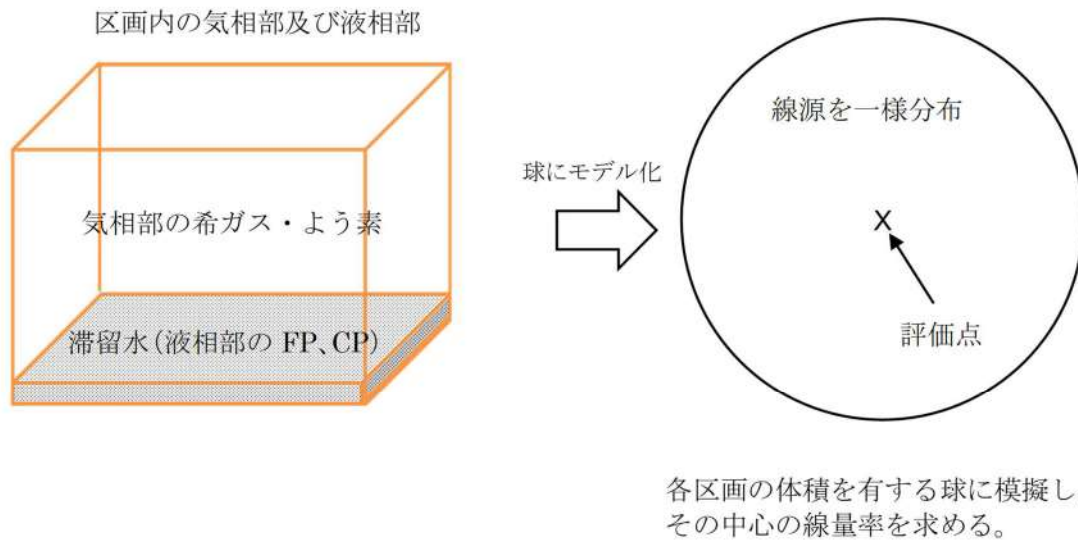 区画内の気相部及び液相部
気相部の希ガス・よう素
滞留水(液相部の FP、CP)
球にモデル化
線源を一様分布
X
評価点
各区画の体積を有する球に模擬し
その中心の線量率を求める。